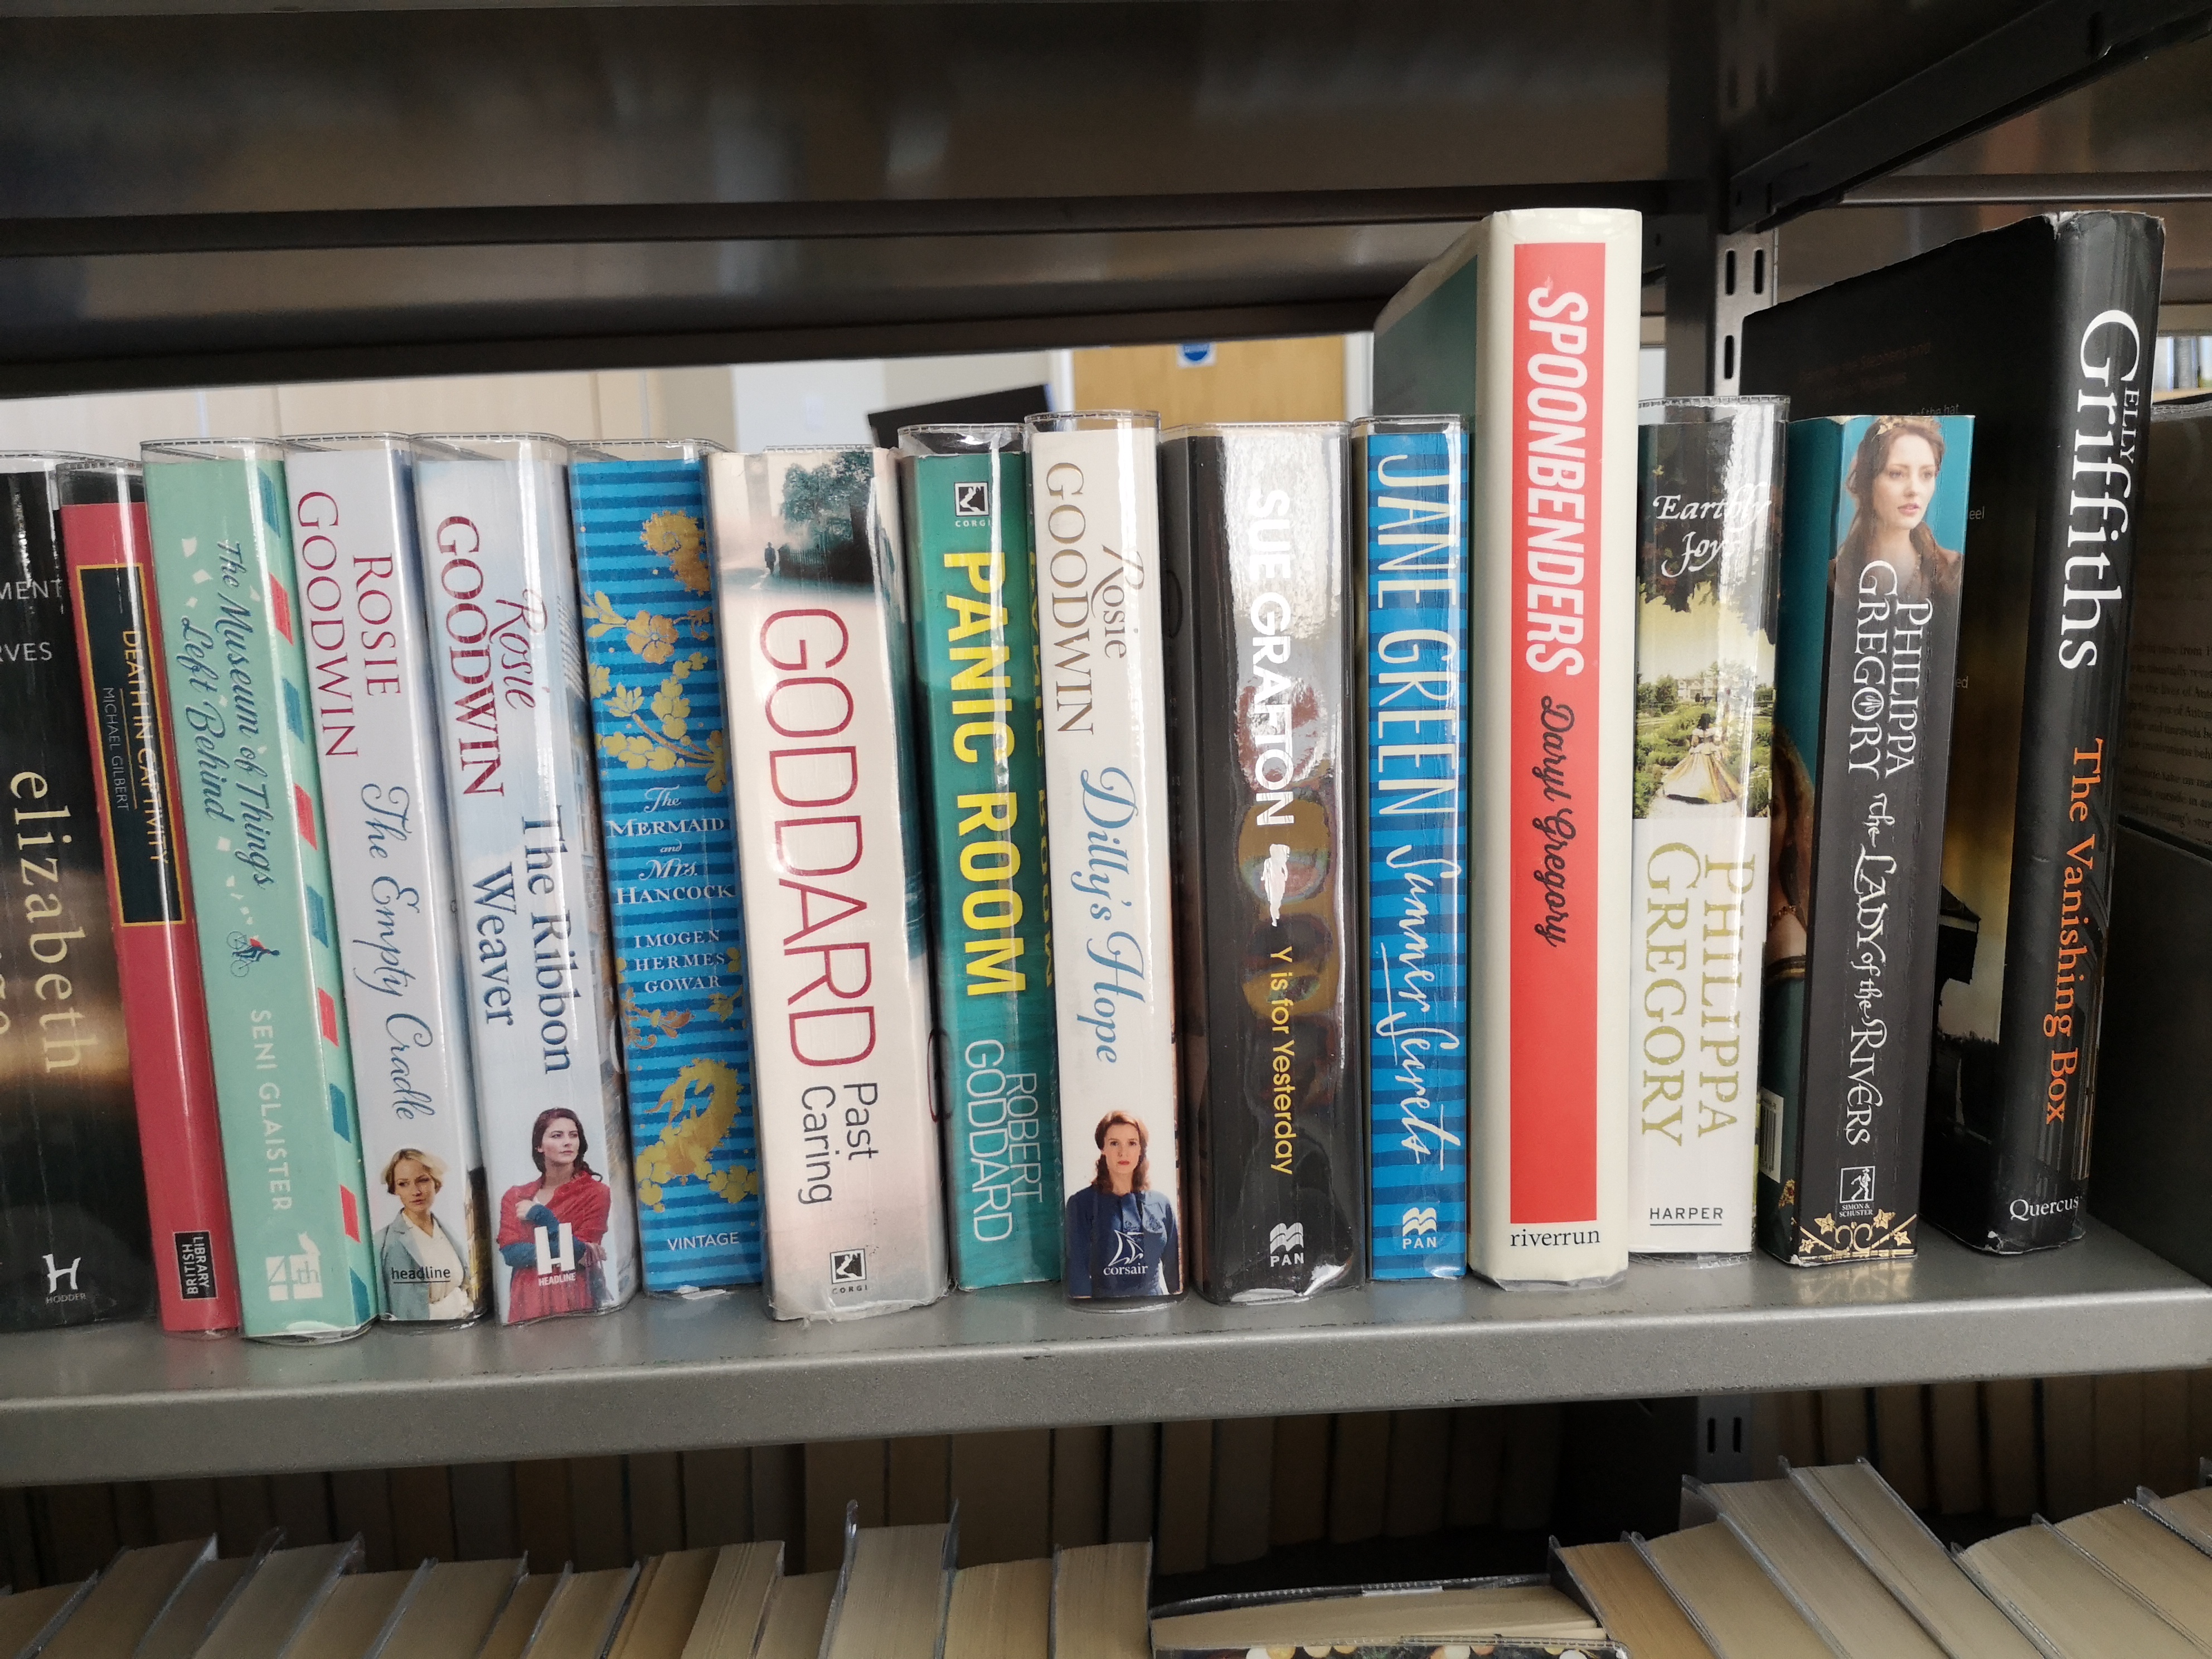 elizabeth
HODDER
DEATH IN CAPTIVITY
MICHAEL GILBERT
BRITISH
LIBRARY
The Museum of Things
Left Behind
SENI GLAISTER
4th
ROSIE
GOODWIN
The Empty Cradle
headline
Rosie
GOODWIN
The Ribbon
Weaver
H
HEADLINE
The
MERMAID
and
Mrs.
HANCOCK
IMOGEN
HERMES
GOWAR
VINTAGE
GODDARD
Past
Caring
CORGI
CORGI
PANIC ROOM
ROBERT
GODDARD
Rosie
GOODWIN
Dilly's Hope
corsair
SUE GRAFTON
Y is for Yesterday
PAN
JANE GREEN Summer Secrets
PAN
SPOONBENDERS Daryl Gregory
riverrun
Earthly
Joys
PHILIPPA
GREGORY
HARPER
PHILIPPA
GREGORY
The LADY of the RIVERS
SIMON &
SCHUSTER
ELLY
Griffiths
The Vanishing Box
Quercus